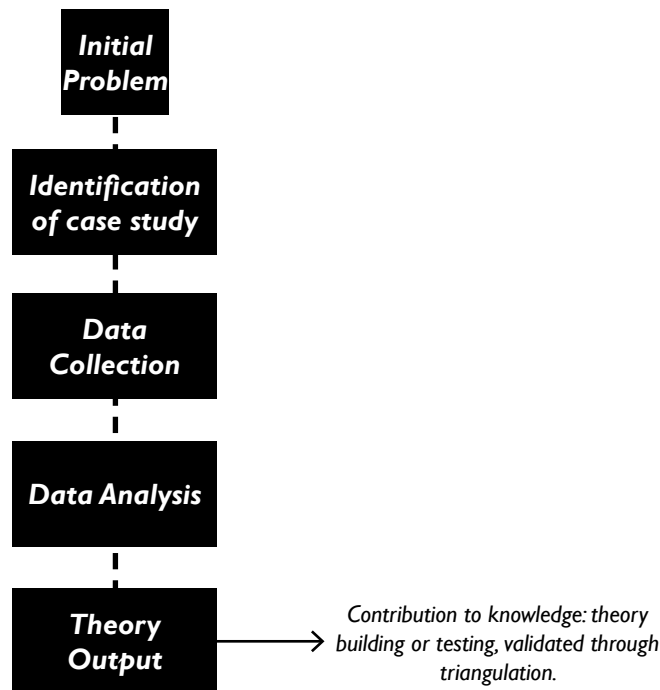 Initial
Problem
Identification
of case study
Data
Collection
Data Analysis
Theory
Output
Contribution to knowledge: theory
building or testing, validated through
triangulation.